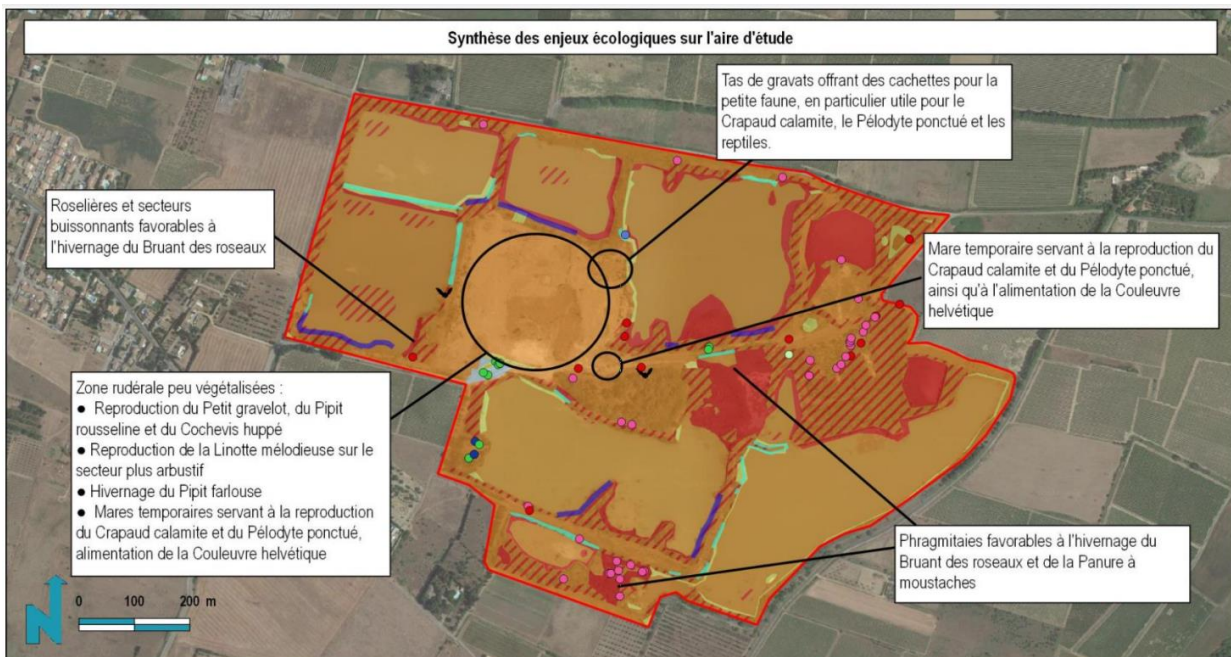 Synthèse des enjeux écologiques sur l'aire d'étude
Tas de gravats offrant des cachettes pour la
petite faune, en particulier utile pour le
Crapaud calamite, le Pélodyte ponctué et les
reptiles.
Roselières et secteurs
buissonnants favorables à
l'hivernage du Bruant des roseaux
Mare temporaire servant à la reproduction du
Crapaud calamite et du Pélodyte ponctué,
ainsi qu'à l'alimentation de la Couleuvre
helvétique
Zone rudérale peu végétalisées :
● Reproduction du Petit gravelot, du Pipit
rousseline et du Cochevis huppé
● Reproduction de la Linotte mélodieuse sur le
secteur plus arbustif
● Hivernage du Pipit farlouse
● Mares temporaires servant à la reproduction
du Crapaud calamite et du Pélodyte ponctué,
alimentation de la Couleuvre helvétique
Phragmitaies favorables à l'hivernage du
Bruant des roseaux et de la Panure à
moustaches
N
0 100 200 m